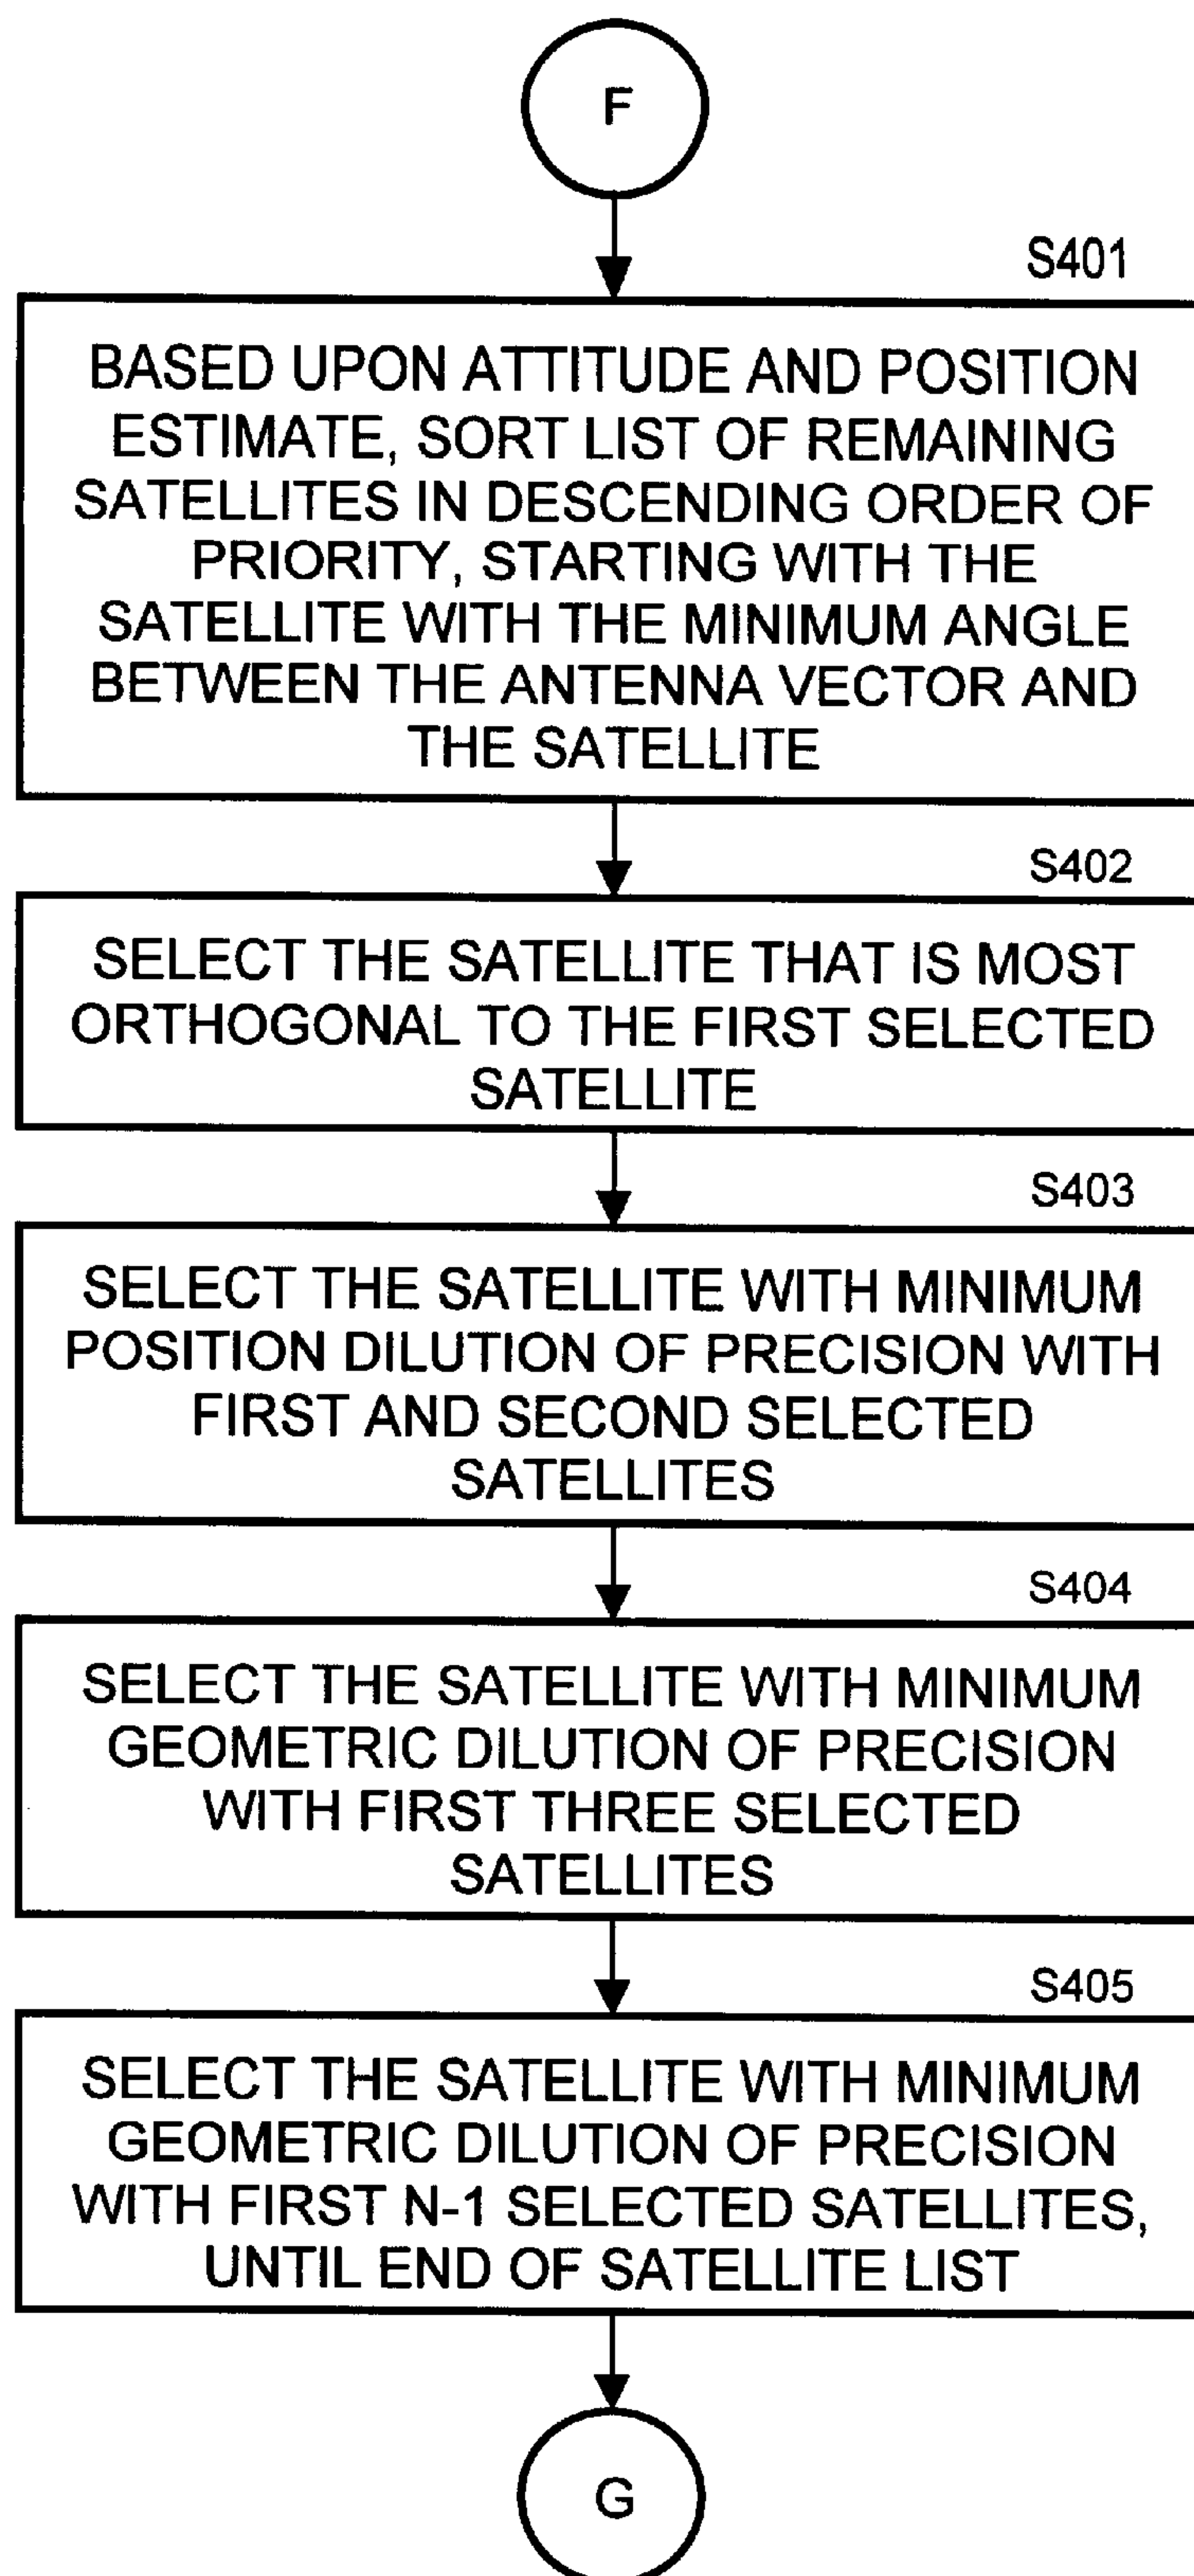 F
S401
BASED UPON ATTITUDE AND POSITION
ESTIMATE, SORT LIST OF REMAINING
SATELLITES IN DESCENDING ORDER OF
PRIORITY, STARTING WITH THE
SATELLITE WITH THE MINIMUM ANGLE
BETWEEN THE ANTENNA VECTOR AND
THE SATELLITE
S402
SELECT THE SATELLITE THAT IS MOST
ORTHOGONAL TO THE FIRST SELECTED
SATELLITE
S403
SELECT THE SATELLITE WITH MINIMUM
POSITION DILUTION OF PRECISION WITH
FIRST AND SECOND SELECTED
SATELLITES
S404
SELECT THE SATELLITE WITH MINIMUM
GEOMETRIC DILUTION OF PRECISION
WITH FIRST THREE SELECTED
SATELLITES
S405
SELECT THE SATELLITE WITH MINIMUM
GEOMETRIC DILUTION OF PRECISION
WITH FIRST N-1 SELECTED SATELLITES,
UNTIL END OF SATELLITE LIST
G